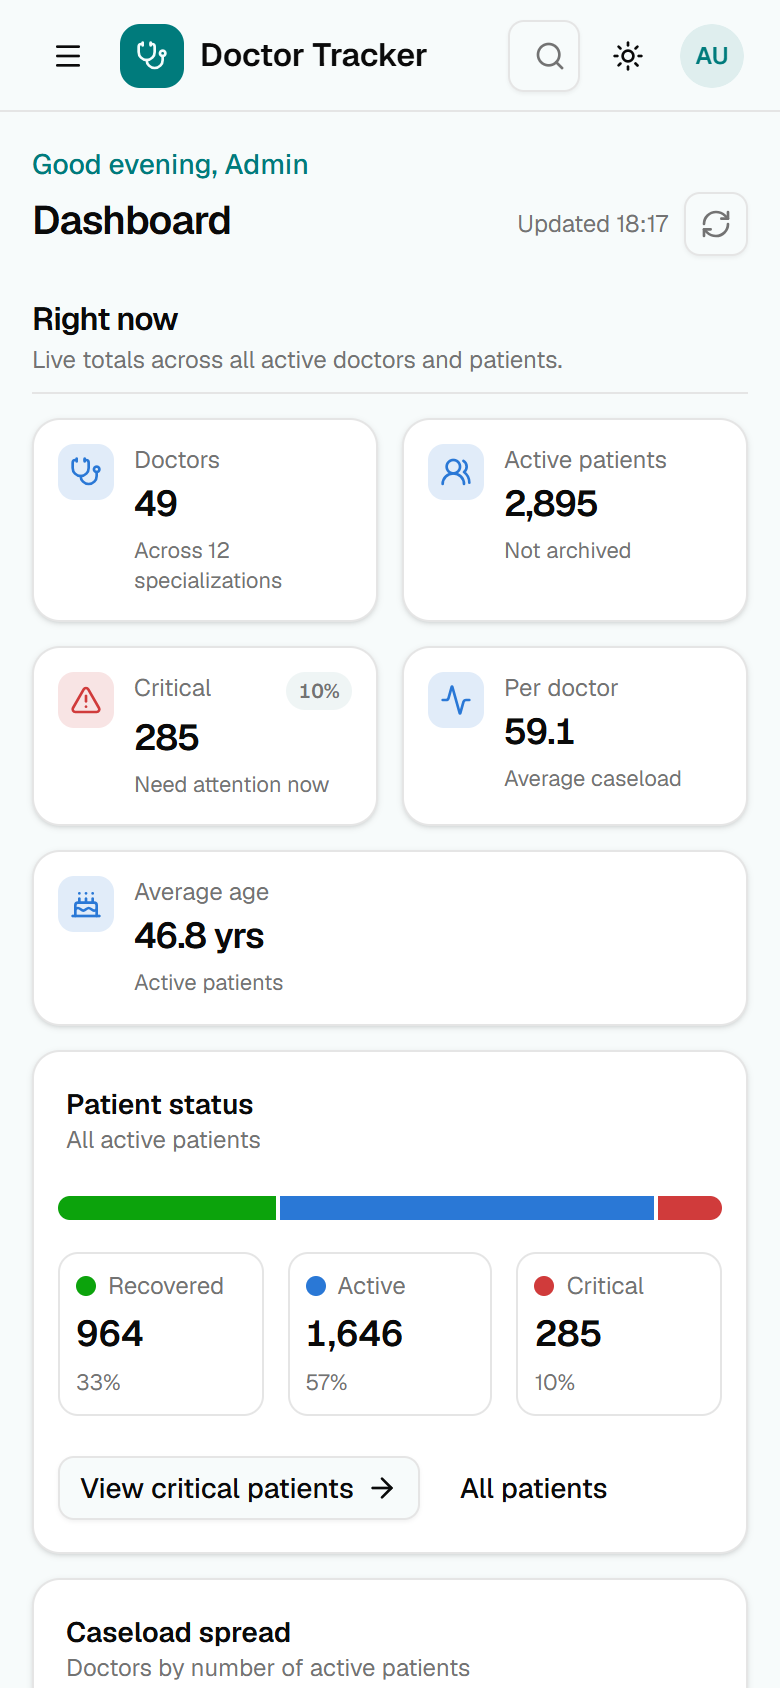 Doctor Tracker
AU
Good evening, Admin
Dashboard
Updated 18:17
Right now
Live totals across all active doctors and patients.
Doctors
49
Across 12
specializations
Active patients
2,895
Not archived
Critical
10%
285
Need attention now
Per doctor
59.1
Average caseload
Average age
46.8 yrs
Active patients
Patient status
All active patients
Recovered
964
33%
Active
1,646
57%
Critical
285
10%
View critical patients
All patients
Caseload spread
Doctors by number of active patients